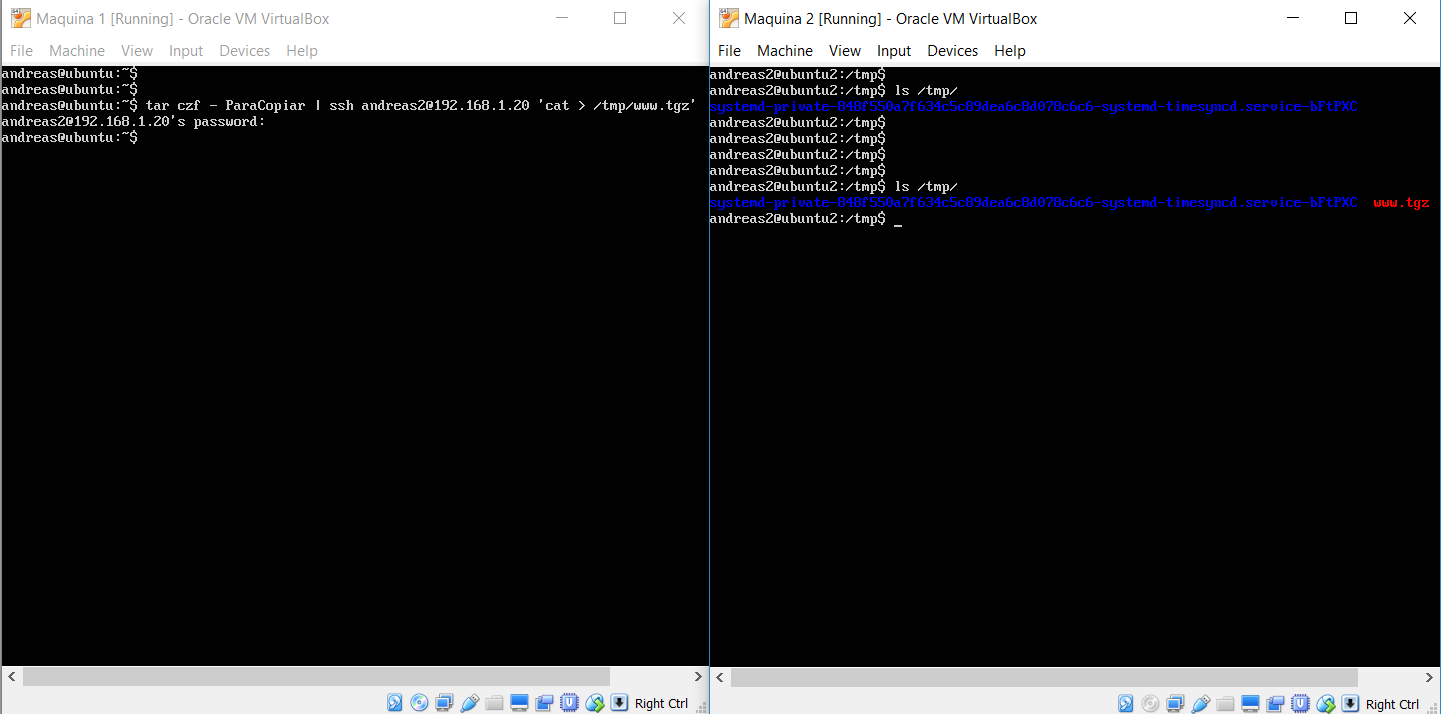 Maquina 1 [Running] - Oracle VM VirtualBox
File Machine View Input Devices Help
andreas@ubuntu:~$
andreas@ubuntu:~$
andreas@ubuntu:~$ tar czf - ParaCopiar | ssh andreas2@192.168.1.20 'cat > /tmp/www.tgz'
andreas2@192.168.1.20's password:
andreas@ubuntu:~$
Right Ctrl
Maquina 2 [Running] - Oracle VM VirtualBox
File Machine View Input Devices Help
andreas2@ubuntu2:/tmp$
andreas2@ubuntu2:/tmp$ ls /tmp/
systemd-private-048f550a7f634c5c89dea6c8d078c6c6-systemd-timesyncd.service-bFtPXC
andreas2@ubuntu2:/tmp$
andreas2@ubuntu2:/tmp$
andreas2@ubuntu2:/tmp$
andreas2@ubuntu2:/tmp$
andreas2@ubuntu2:/tmp$ ls /tmp/
systemd-private-048f550a7f634c5c89dea6c8d078c6c6-systemd-timesyncd.service-bFtPXC www.tgz
andreas2@ubuntu2:/tmp$ _
Right Ctrl